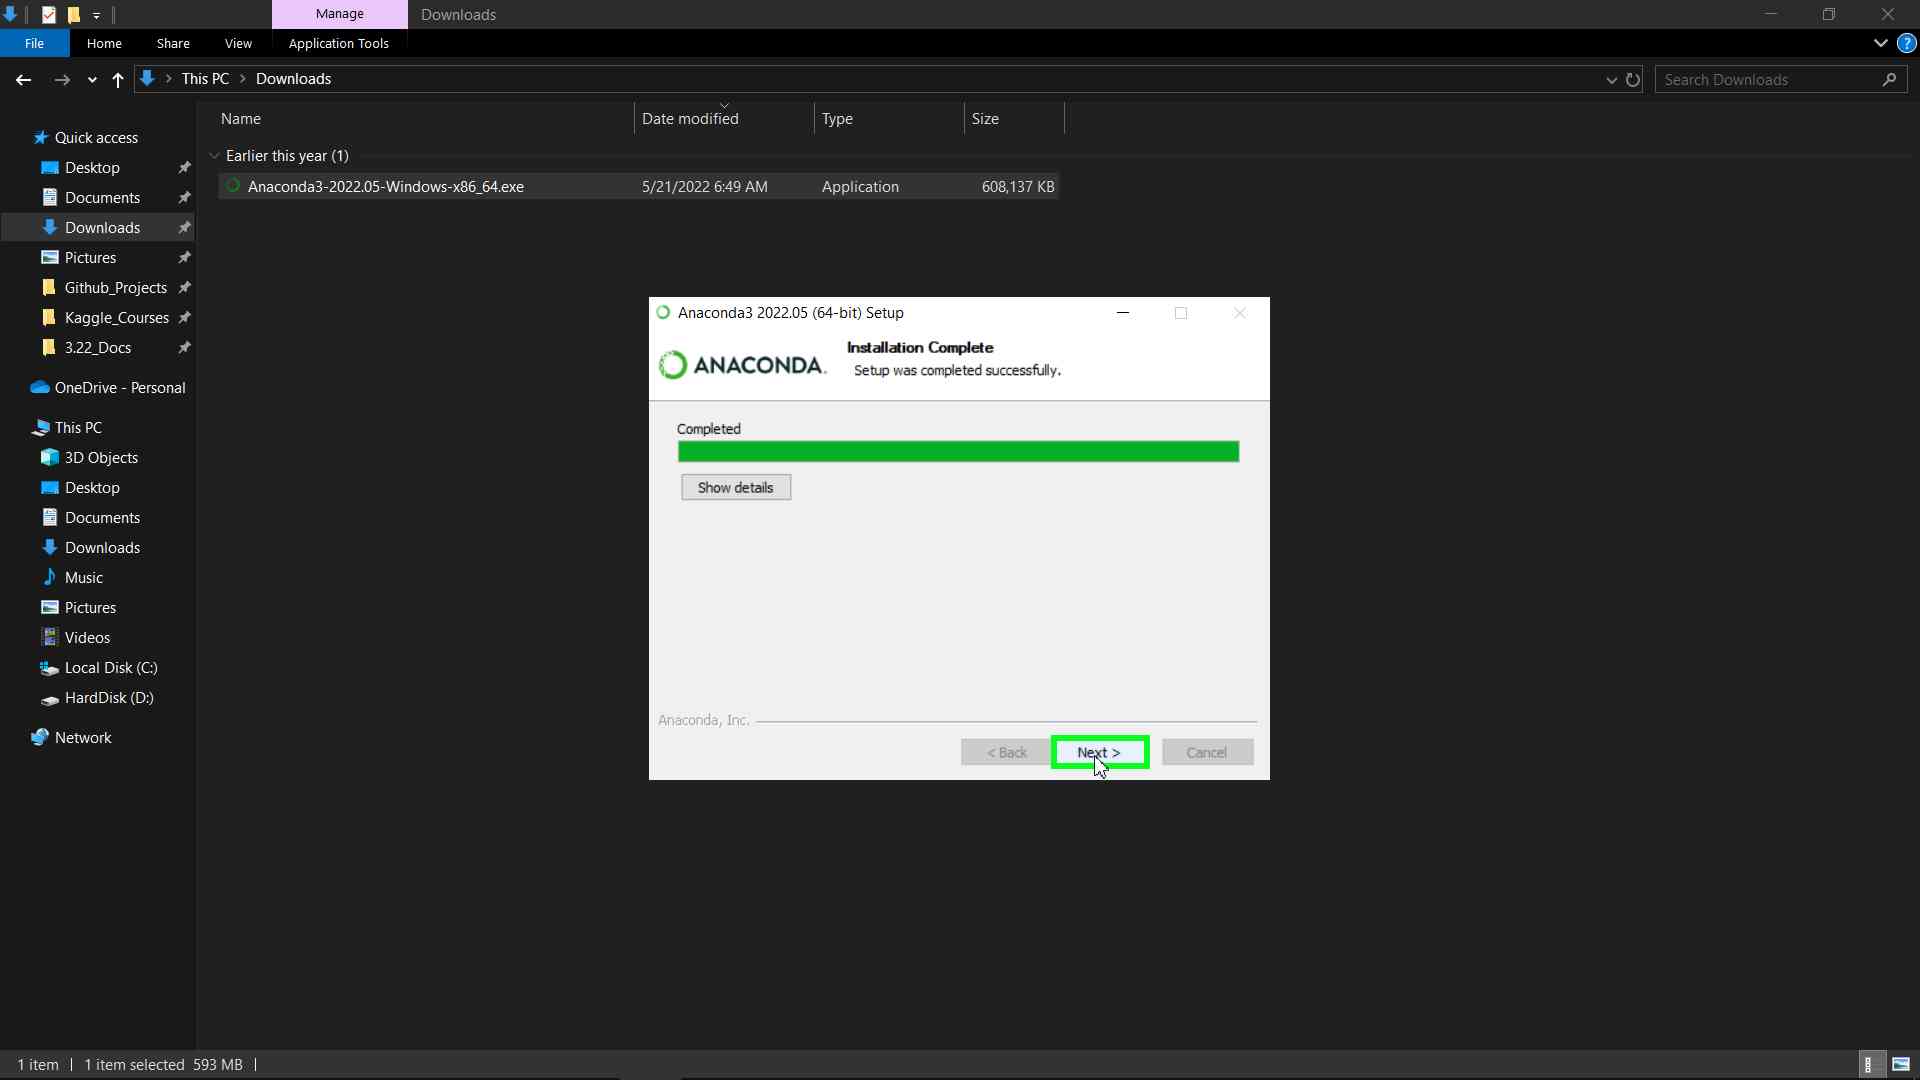 Manage
Downloads
File
Home
Share
View
Application Tools
?
This PC
Downloads
Search Downloads
Name
Date modified
Type
Size
Quick access
Desktop
Documents
Downloads
Pictures
Github_Projects
Kaggle_Courses
3.22_Docs
OneDrive - Personal
This PC
3D Objects
Desktop
Documents
Downloads
Music
Pictures
Videos
Local Disk (C:)
HardDisk (D:)
Network
Earlier this year (1)
Anaconda3-2022.05-Windows-x86_64.exe 5/21/2022 6:49 AM Application 608,137 KB
Anaconda3 2022.05 (64-bit) Setup
ANACONDA.
Installation Complete
Setup was completed successfully.
Completed
Show details
Anaconda, Inc.
< Back
Next >
Cancel
1 item
1 item selected 593 MB